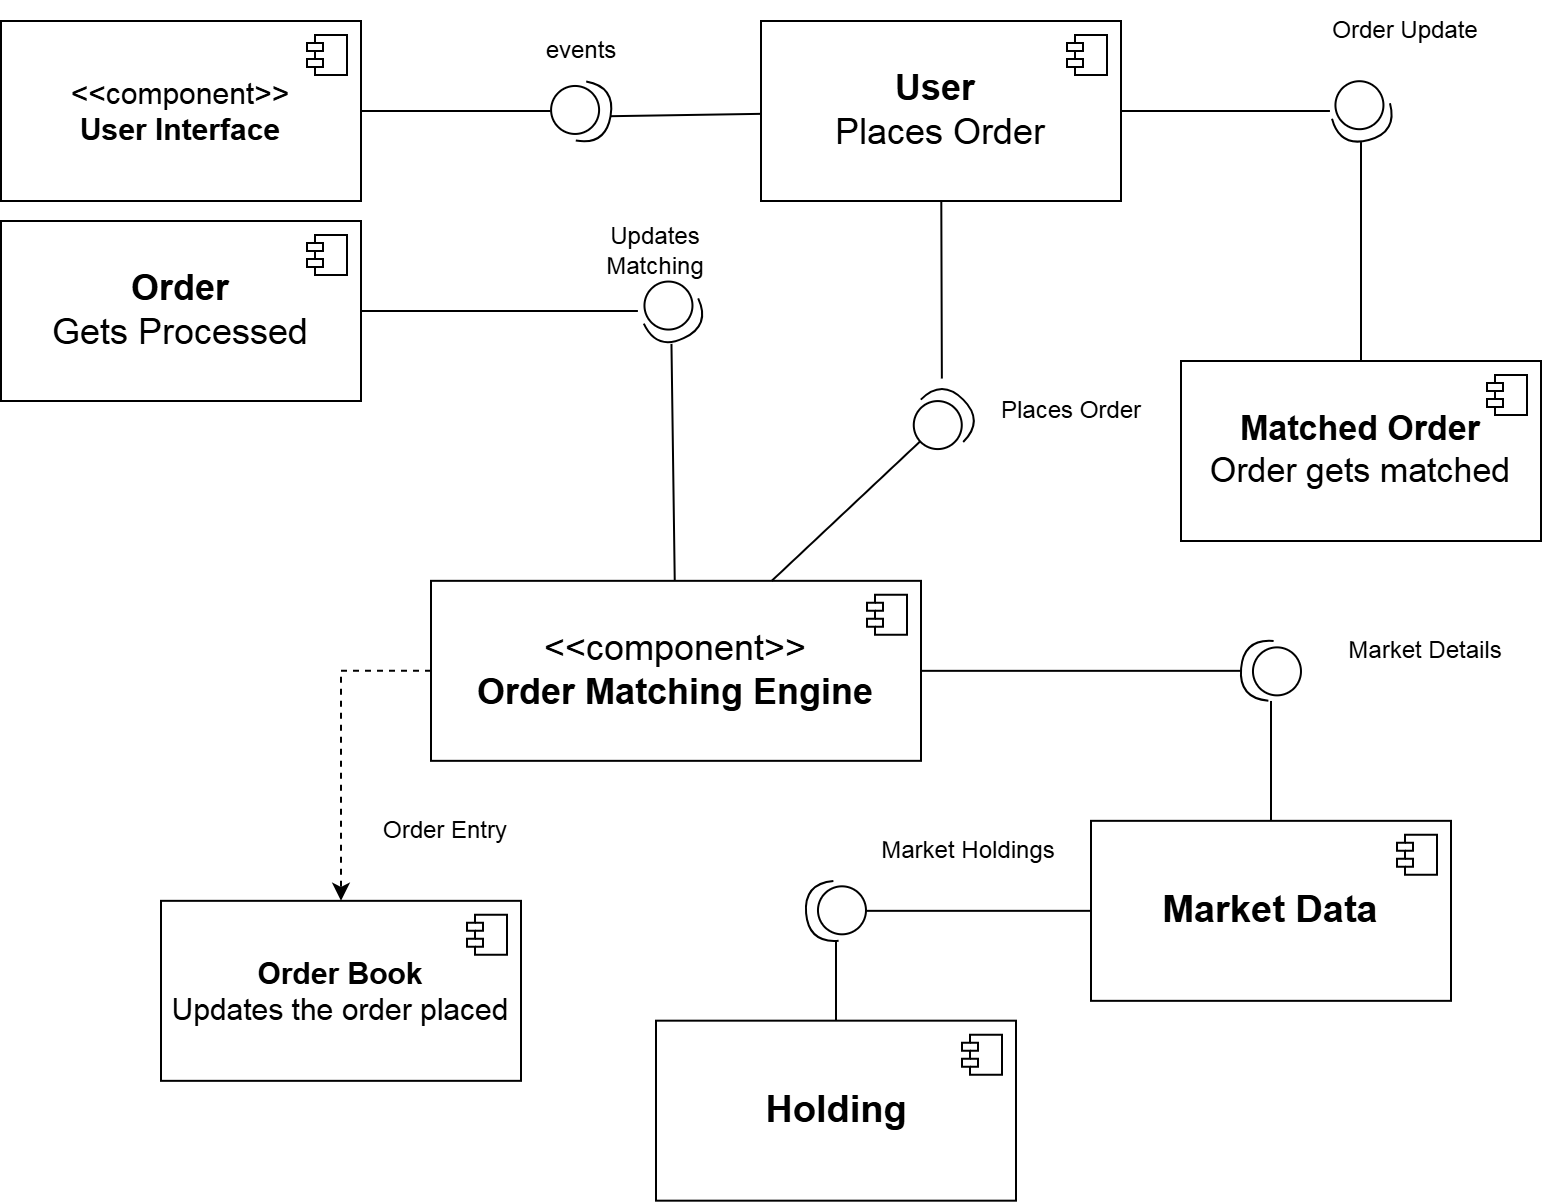 <<component>>
User Interface
events
User
Places Order
Order Update
Order
Gets Processed
Updates
Matching
Places Order
Matched Order
Order gets matched
<<component>>
Order Matching Engine
Market Details
Order Entry
Market Holdings
Market Data
Order Book
Updates the order placed
Holding